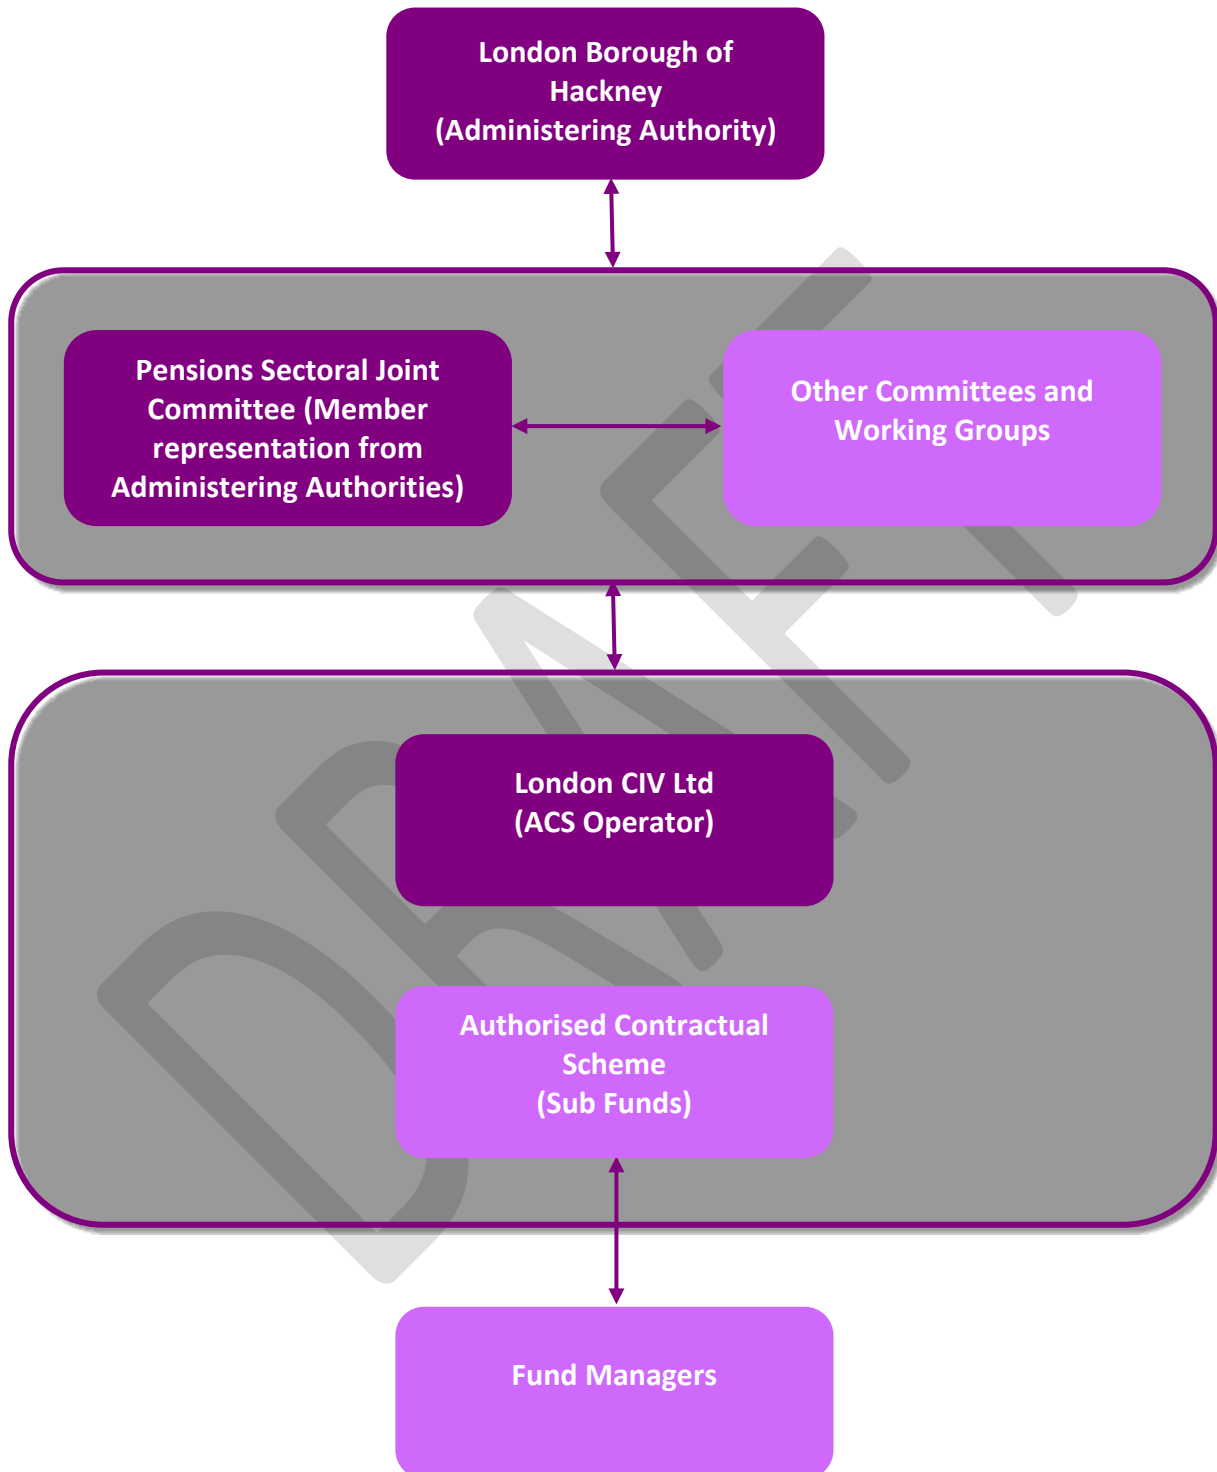 London Borough of
Hackney
(Administering Authority)
Pensions Sectoral Joint
Committee (Member
representation from
Administering Authorities)
Other Committees and
Working Groups
London CIV Ltd
(ACS Operator)
Authorised Contractual
Scheme
(Sub Funds)
Fund Managers
DRAFT